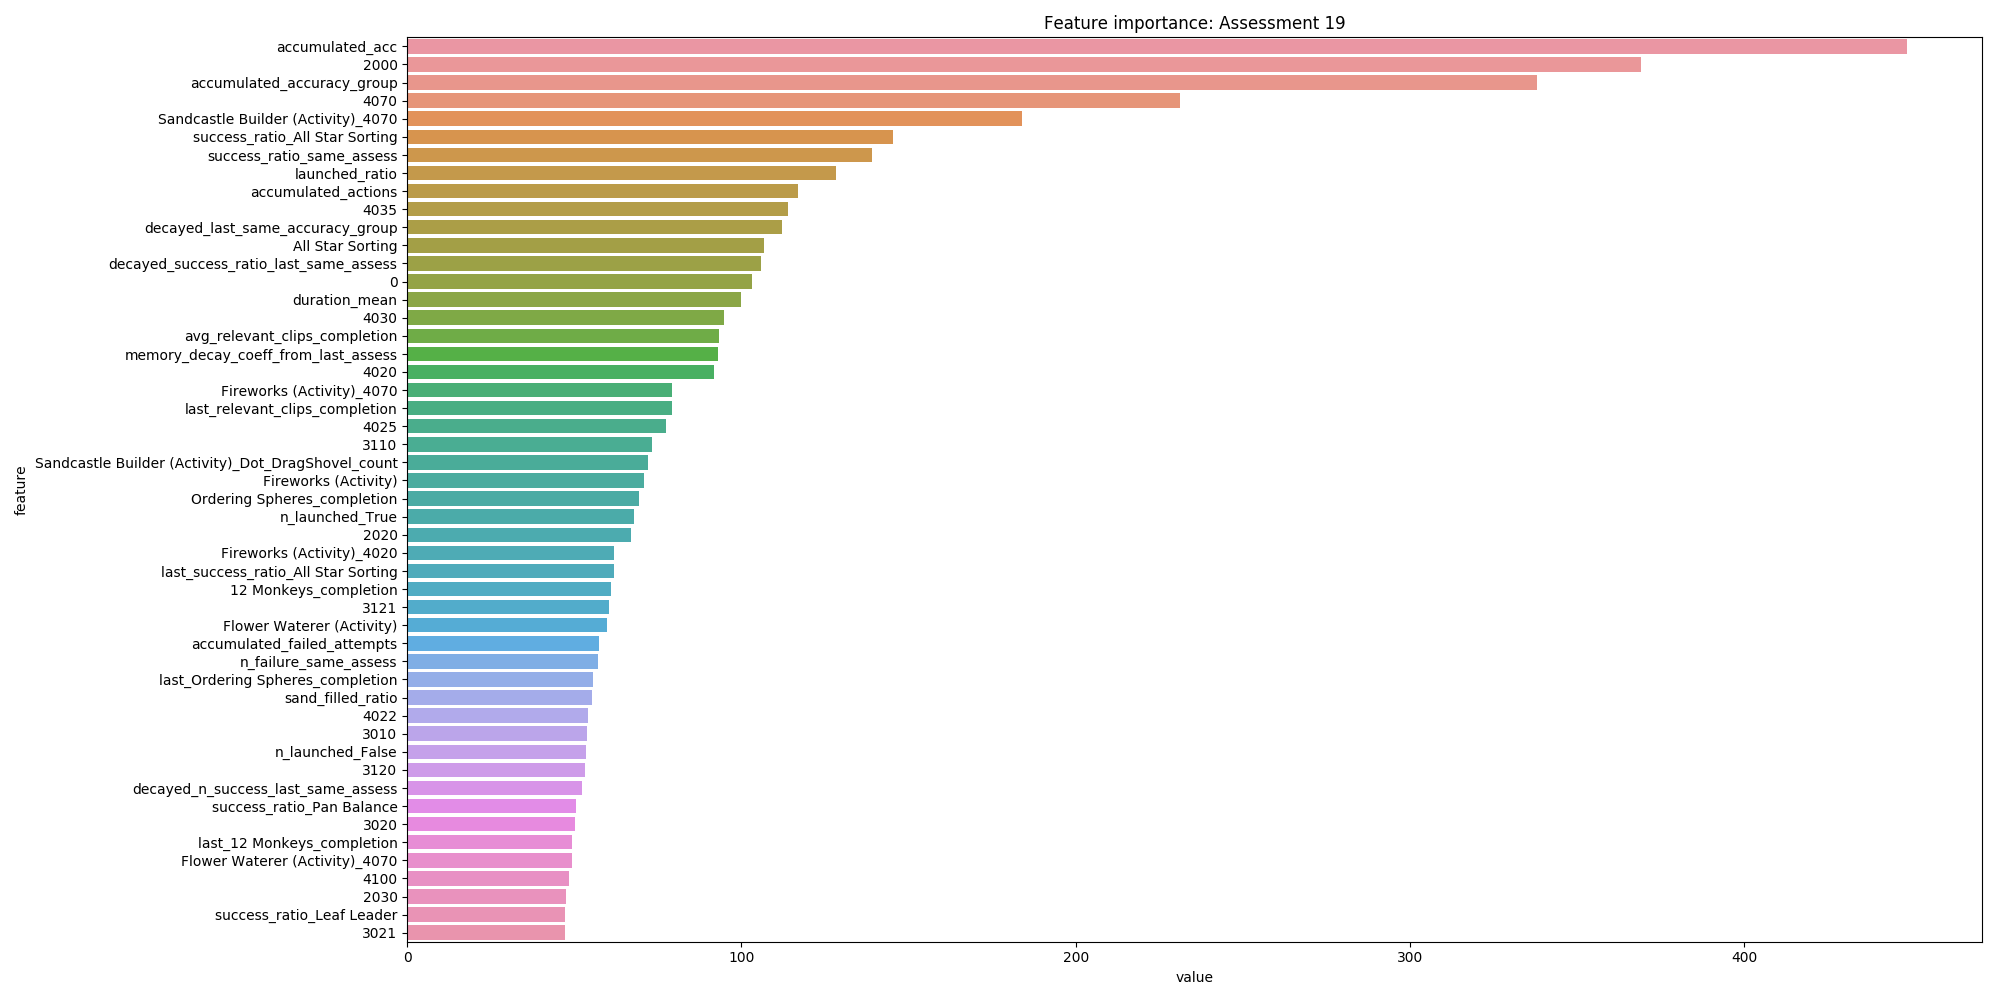 Feature importance: Assessment 19
accumulated_acc
2000
accumulated_accuracy_group
4070
Sandcastle Builder (Activity)_4070
success_ratio_All Star Sorting
success_ratio_same_assess
launched_ratio
accumulated_actions
4035
decayed_last_same_accuracy_group
All Star Sorting
decayed_success_ratio_last_same_assess
0
duration_mean
4030
avg_relevant_clips_completion
memory_decay_coeff_from_last_assess
4020
Fireworks (Activity)_4070
last_relevant_clips_completion
4025
3110
Sandcastle Builder (Activity)_Dot_DragShovel_count
Fireworks (Activity)
Ordering Spheres_completion
n_launched_True
2020
Fireworks (Activity)_4020
last_success_ratio_All Star Sorting
12 Monkeys_completion
3121
Flower Waterer (Activity)
accumulated_failed_attempts
n_failure_same_assess
last_Ordering Spheres_completion
sand_filled_ratio
4022
3010
n_launched_False
3120
decayed_n_success_last_same_assess
success_ratio_Pan Balance
3020
last_12 Monkeys_completion
Flower Waterer (Activity)_4070
4100
2030
success_ratio_Leaf Leader
3021
feature
0 100 200 300 400
value